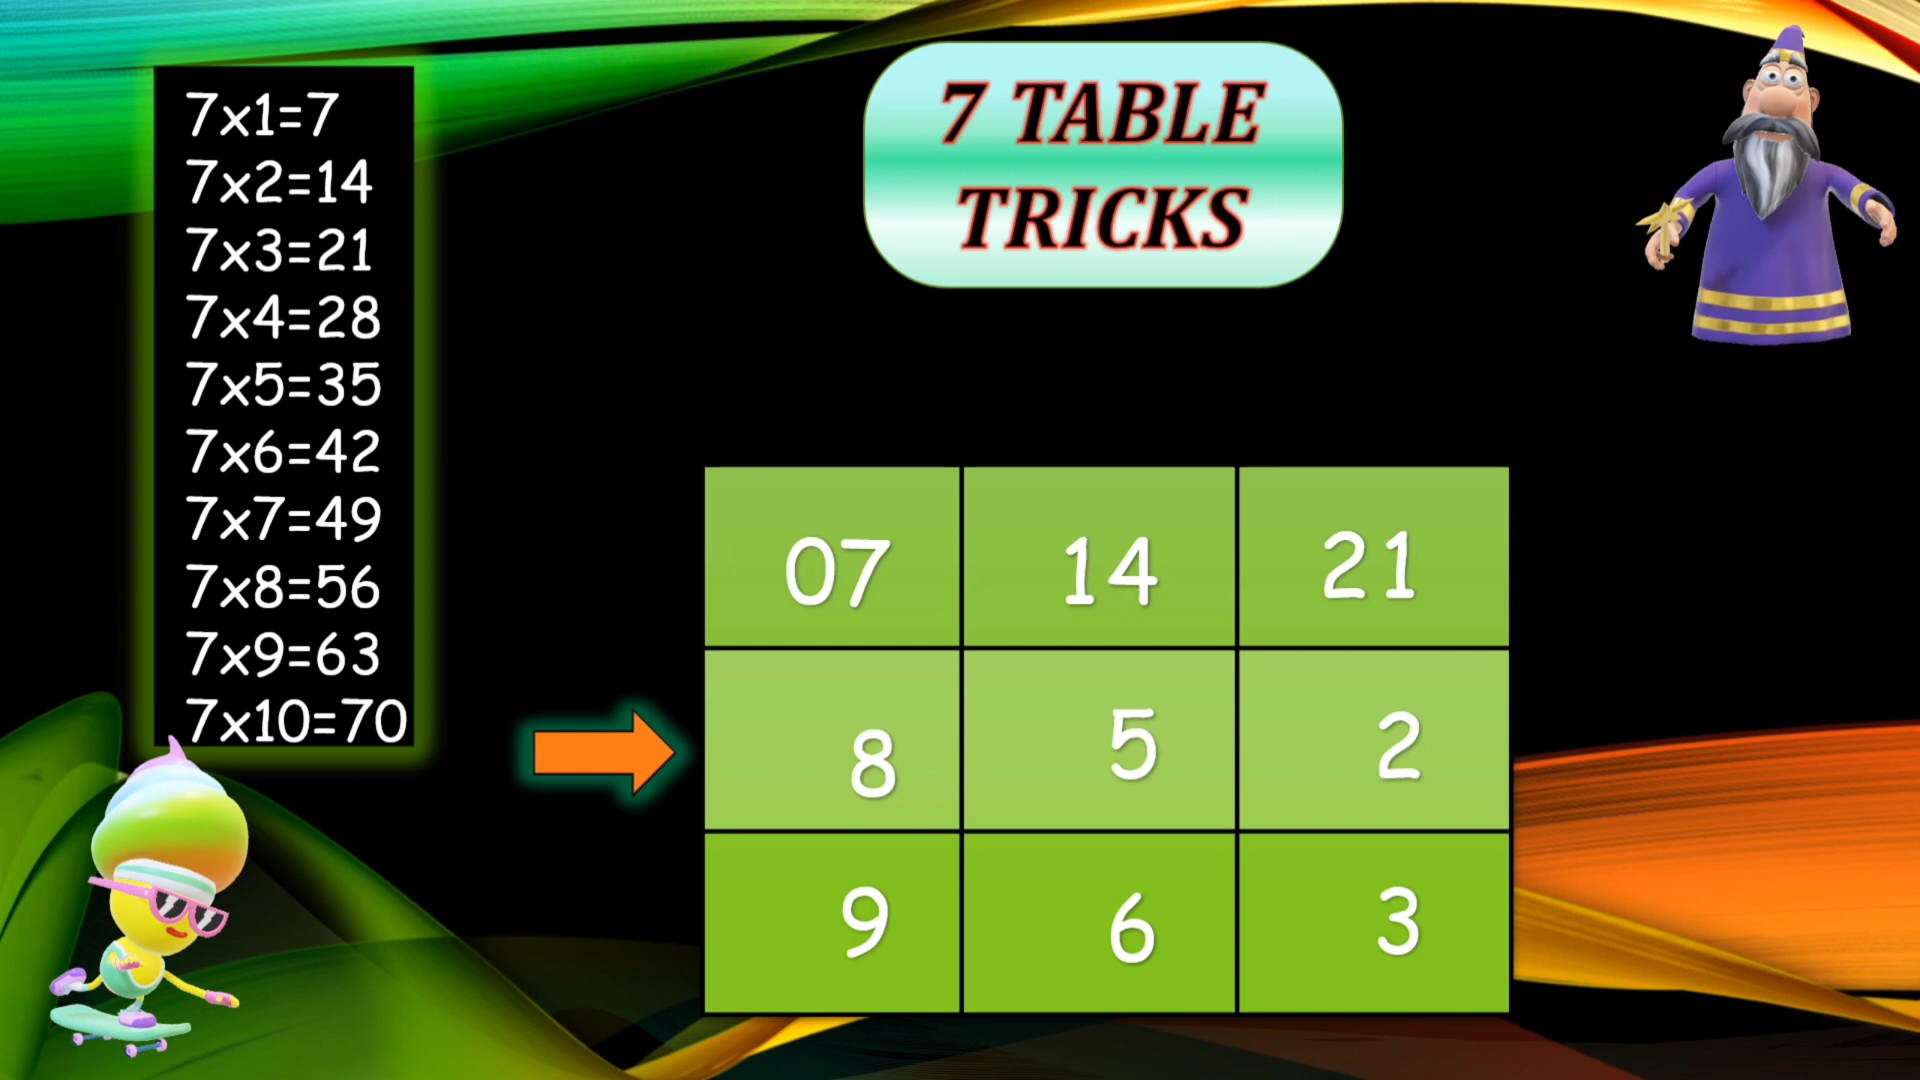 7x1=7
7x2=14
7x3=21
7x4=28
7x5=35
7x6=42
7x7=49
7x8=56
7x9=63
7x10=70
7 TABLE
TRICKS
07 14 21
8 5 2
9 6 3